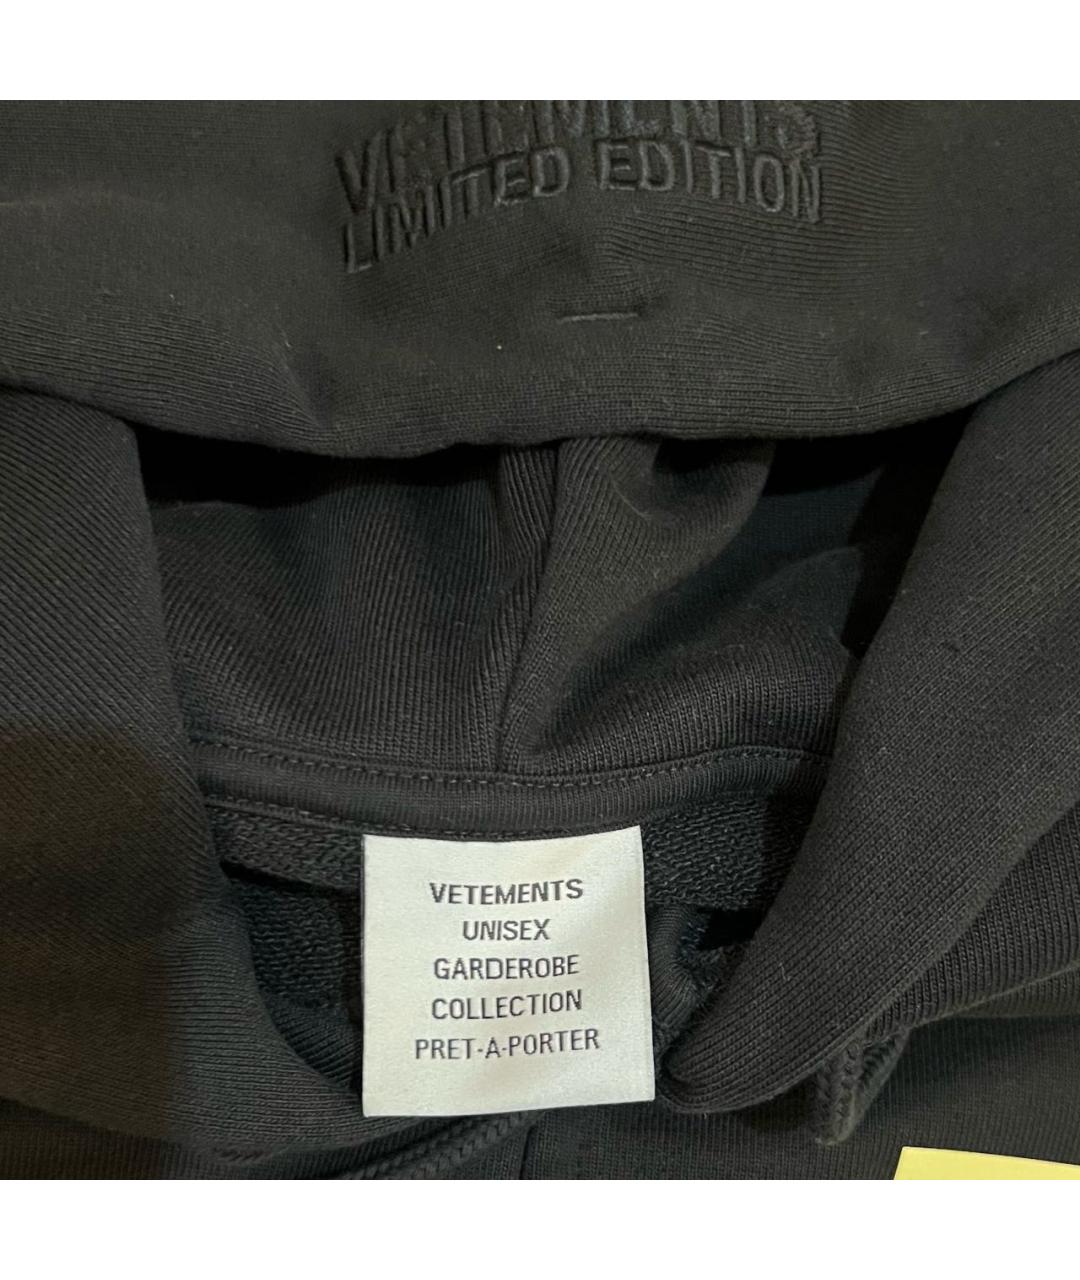 VETEMENTS
LIMITED EDITION
VETEMENTS
UNISEX
GARDEROBE
COLLECTION
PRET-A-PORTER